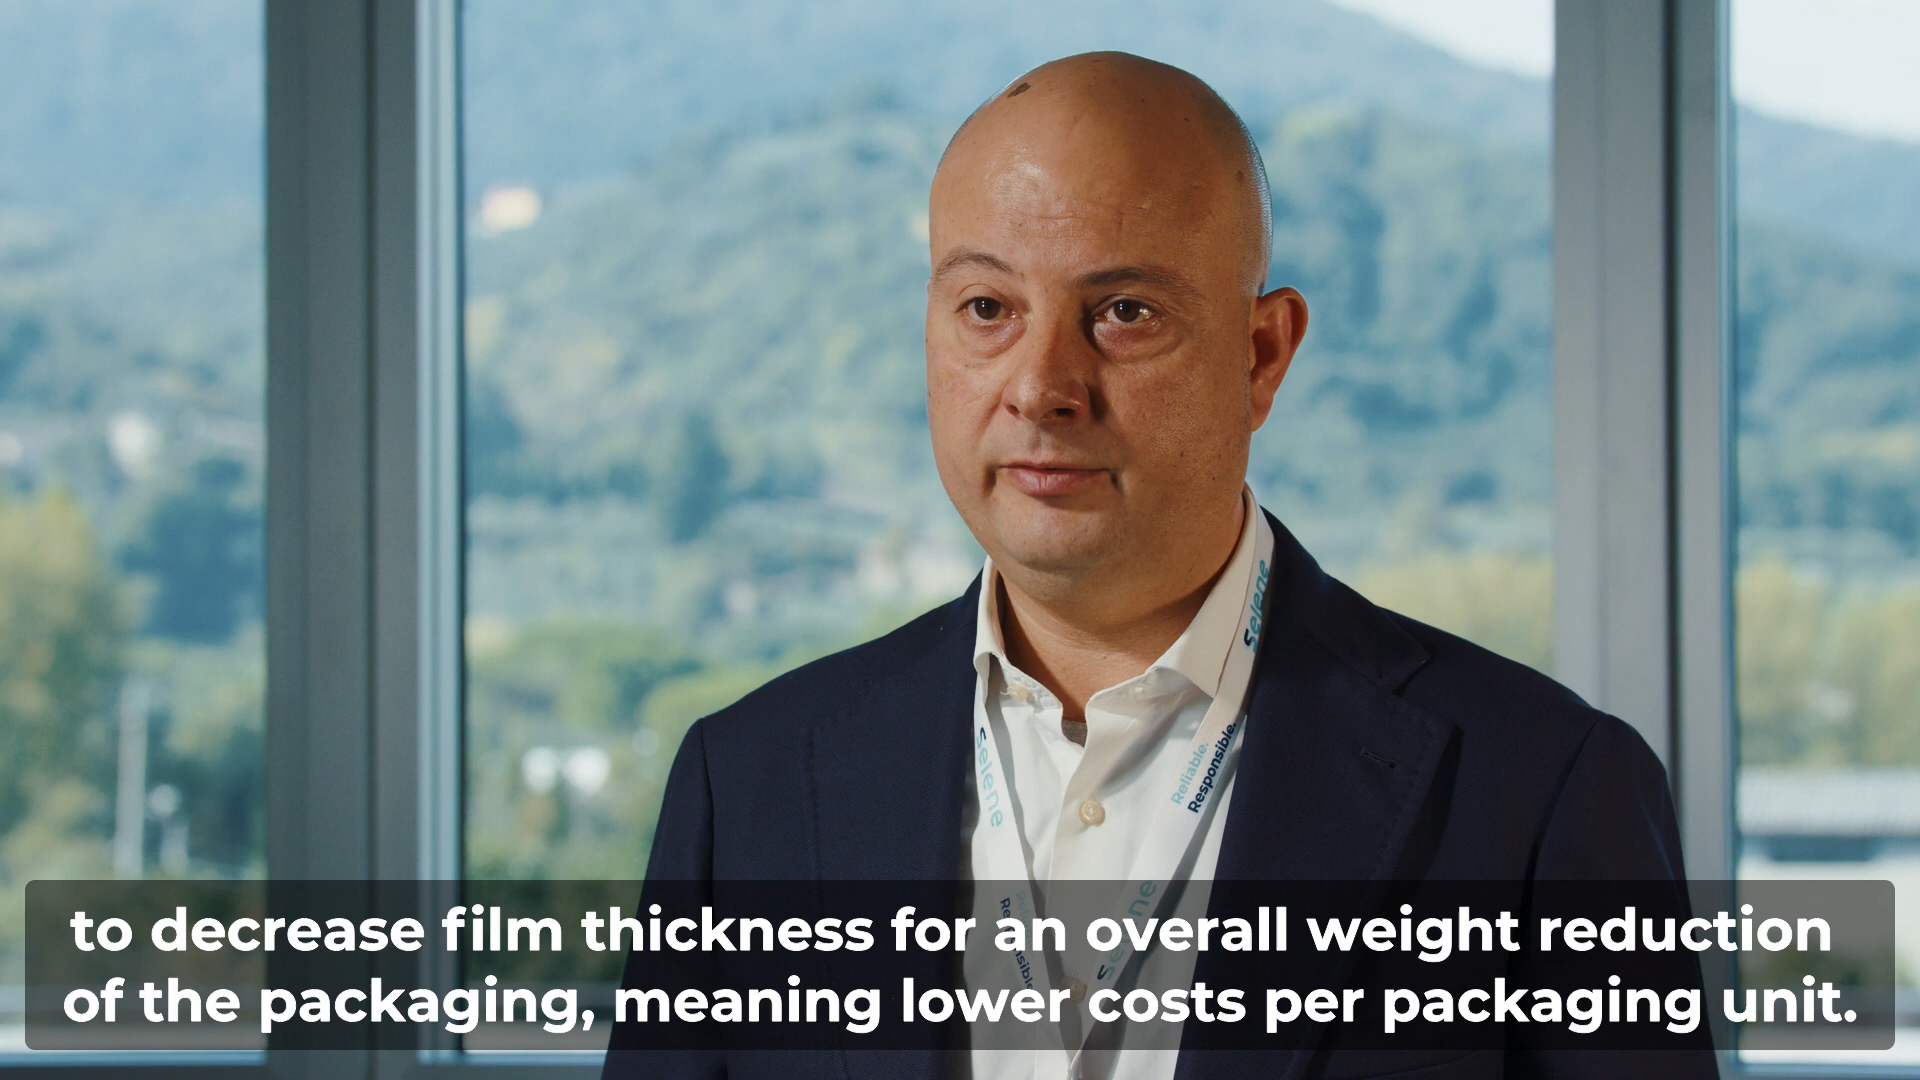 selene
selene
Reliable.
Responsible.
to decrease film thickness for an overall weight reduction
of the packaging, meaning lower costs per packaging unit.